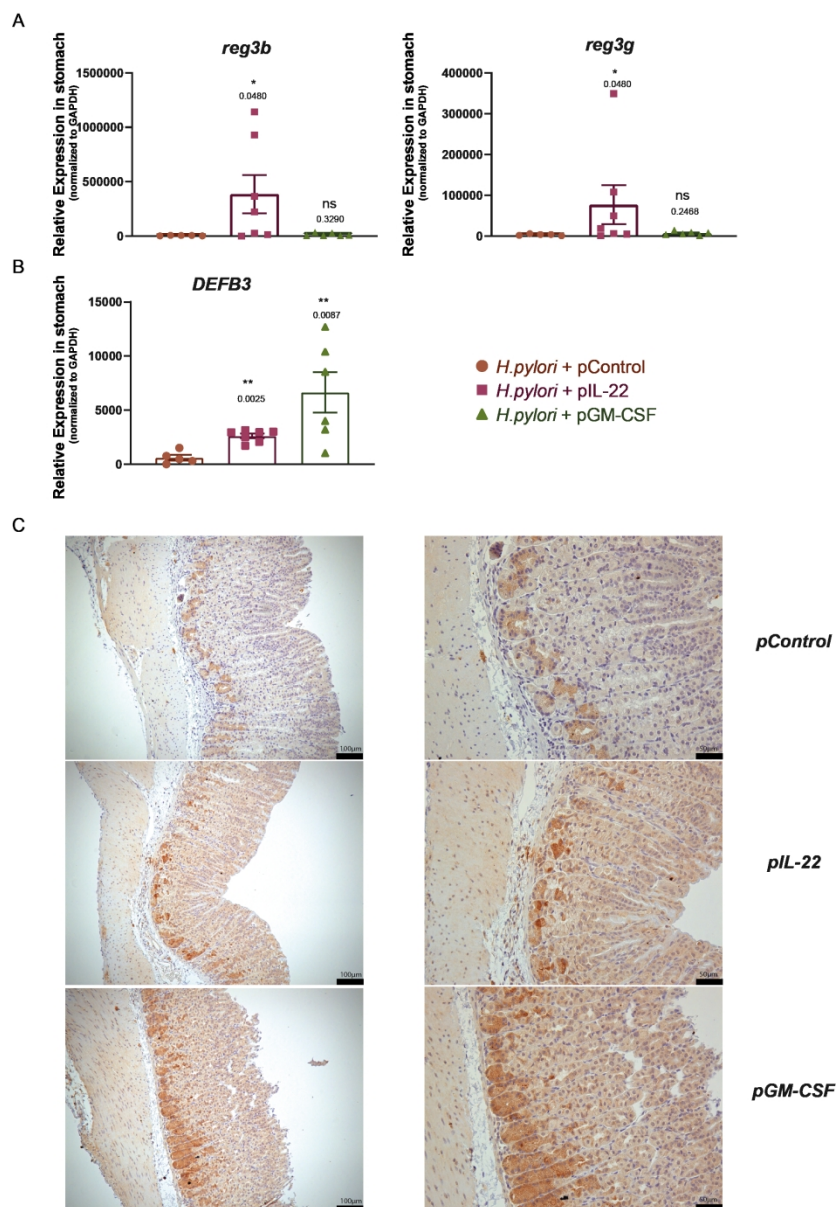 A
reg3b
Relative Expression in stomach
(normalized to GAPDH)
1500000
1000000
500000
0
*
0.0480
ns
0.3290
reg3g
Relative Expression in stomach
(normalized to GAPDH)
400000
300000
200000
100000
0
*
0.0480
ns
0.2468
B
DEFB3
Relative Expression in stomach
(normalized to GAPDH)
15000
10000
5000
0
**
0.0025
**
0.0087
H.pylori + pControl
H.pylori + pIL-22
H.pylori + pGM-CSF
C
100µm
50µm
pControl
100µm
50µm
pIL-22
100µm
pGM-CSF